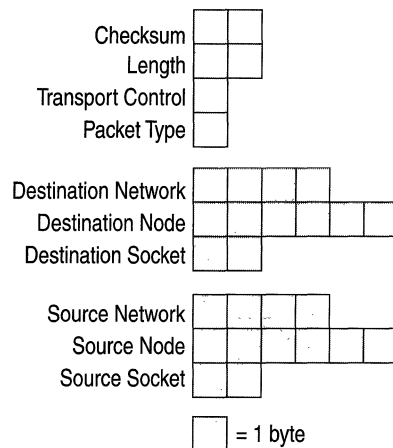 Checksum
Length
Transport Control
Packet Type
Destination Network
Destination Node
Destination Socket
Source Network
Source Node
Source Socket
= 1 byte